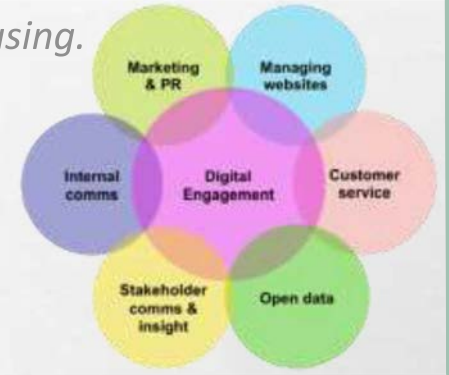 using.
Marketing
& PR
Managing
websites
Internal
comms
Digital
Engagement
Customer
service
Stakeholder
comms &
insight
Open data